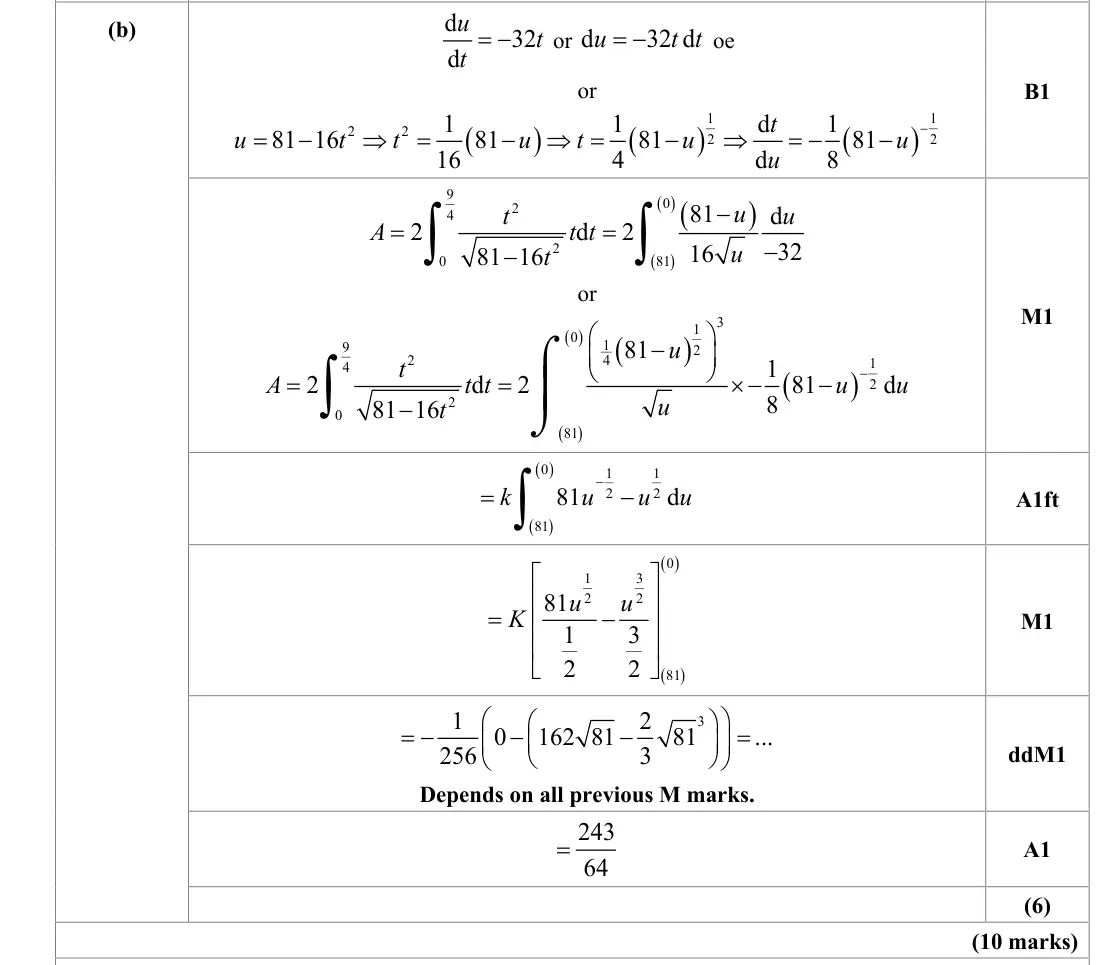 (b)
du/dt = −32t or du = −32t dt oe
or
u = 81 − 16t² ⇒ t² = 1/16 (81 − u) ⇒ t = 1/4 (81 − u)^(1/2) ⇒ dt/du = −1/8 (81 − u)^(−1/2)
B1
A = 2∫_0^(9/4) t²/√(81 − 16t²) tdt = 2∫_(81)^(0) (81 − u)/(16√u) du/−32
or
A = 2∫_0^(9/4) t²/√(81 − 16t²) tdt = 2∫_(81)^(0) (1/4 (81 − u)^(1/2))³/√u × −1/8 (81 − u)^(−1/2) du
M1
= k∫_(81)^(0) 81u^(−1/2) − u^(1/2) du
A1ft
= K[81u^(1/2)/(1/2) − u^(3/2)/(3/2)]_(81)^(0)
M1
= −1/256 (0 − (162√81 − 2/3 √81³)) = ...
Depends on all previous M marks.
ddM1
= 243/64
A1
(6)
(10 marks)